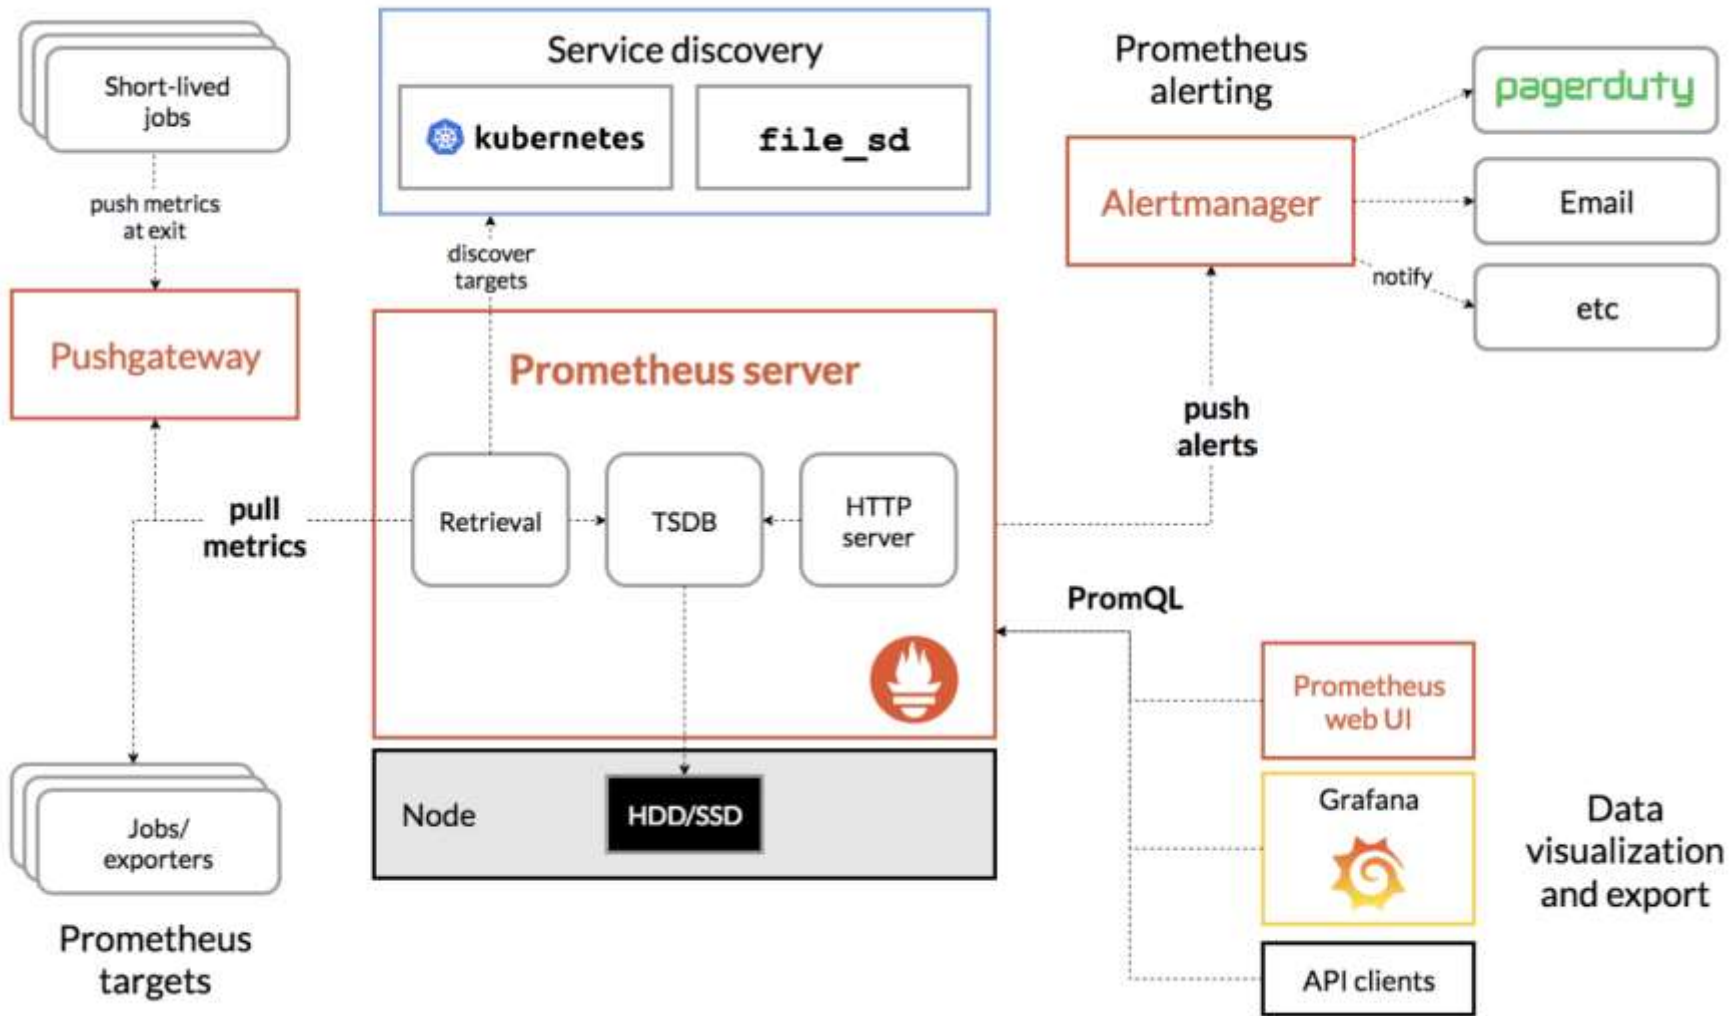 Short-lived
jobs
push metrics
at exit
Pushgateway
pull
metrics
Jobs/
exporters
Prometheus
targets
Service discovery
kubernetes
file_sd
discover
targets
Prometheus server
Retrieval
TSDB
HTTP
server
Node
HDD/SSD
Prometheus
alerting
Alertmanager
pagerduty
Email
notify
etc
push
alerts
PromQL
Prometheus
web UI
Grafana
API clients
Data
visualization
and export